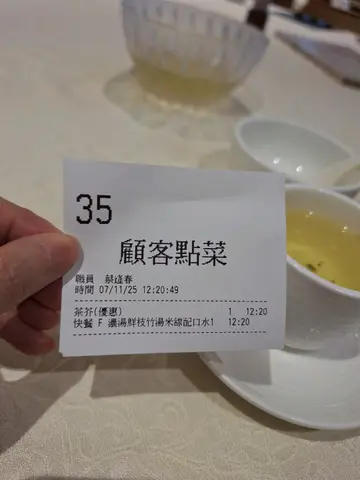 35
顧客點菜
職員 蔡逢春
時間 07/11/25 12:20:49
茶芥(優惠) 1 12:20
快餐 F 濃湯鮮枝竹湯米線配口水1 12:20